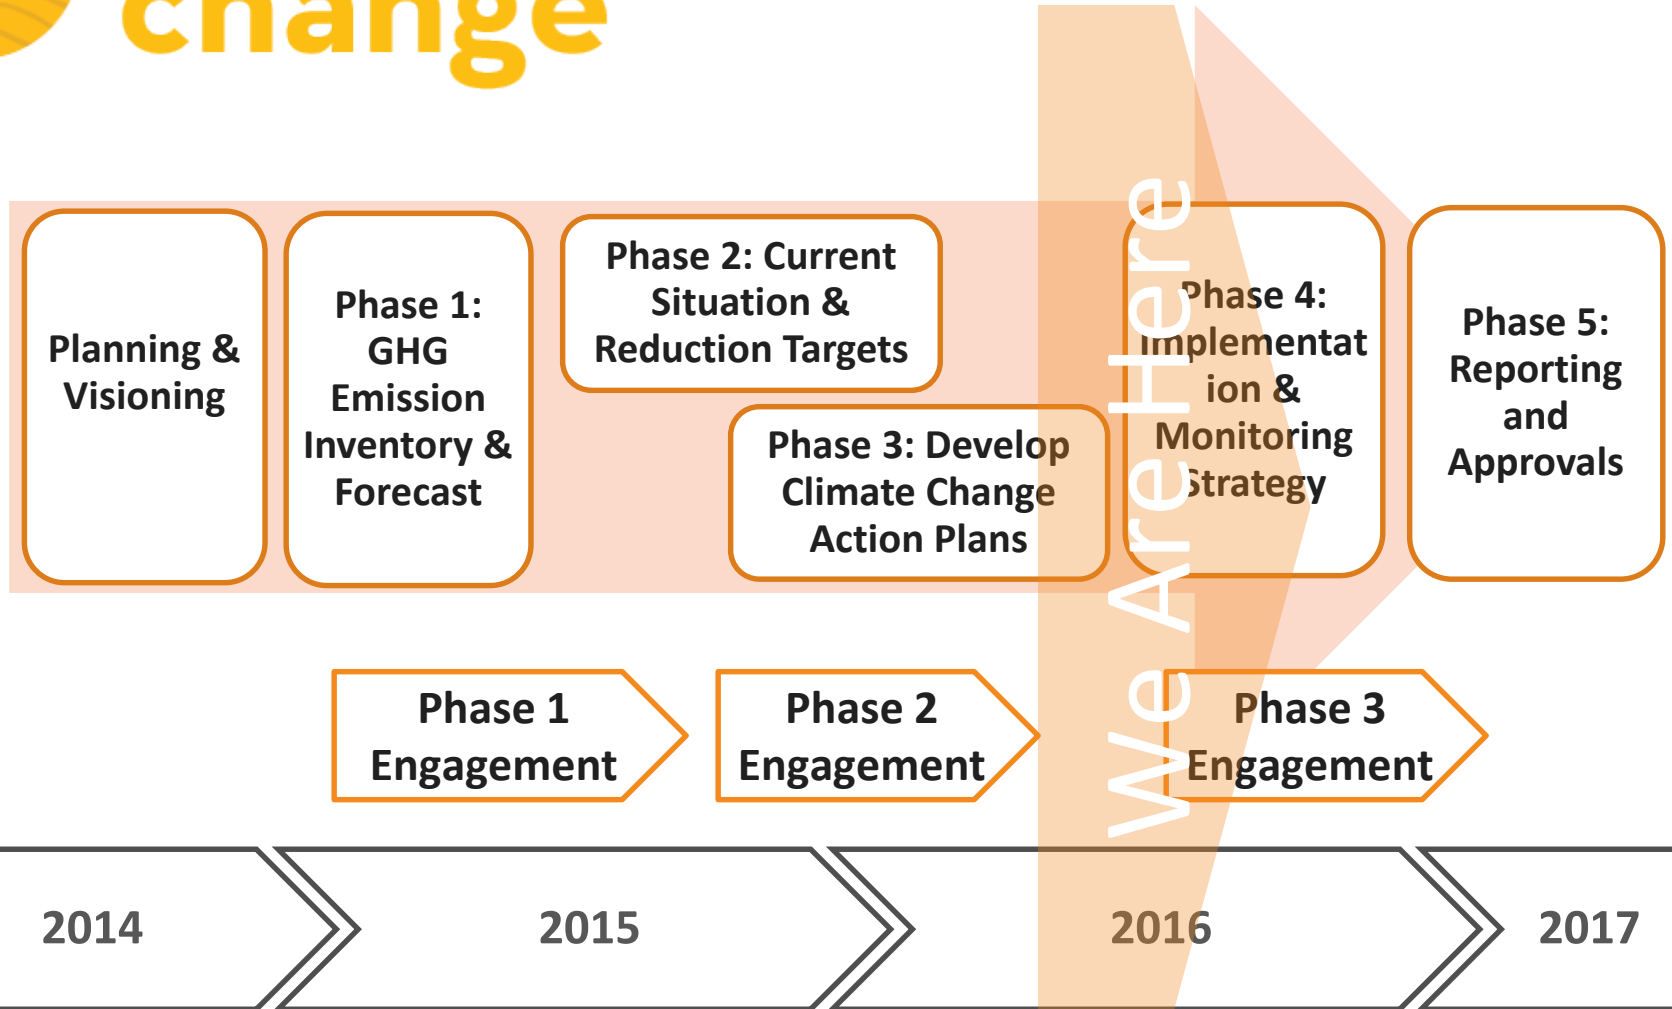 change
Planning &
Visioning
Phase 1:
GHG
Emission
Inventory &
Forecast
Phase 2: Current
Situation &
Reduction Targets
Phase 3: Develop
Climate Change
Action Plans
Phase 4:
Implementat
ion &
Monitoring
Strategy
Phase 5:
Reporting
and
Approvals
We Are Here
Phase 1
Engagement
Phase 2
Engagement
Phase 3
Engagement
2014
2015
2016
2017